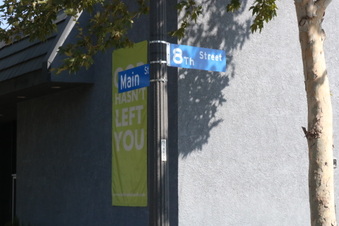 8TH Street
Main St
HASN'T
LEFT
YOU